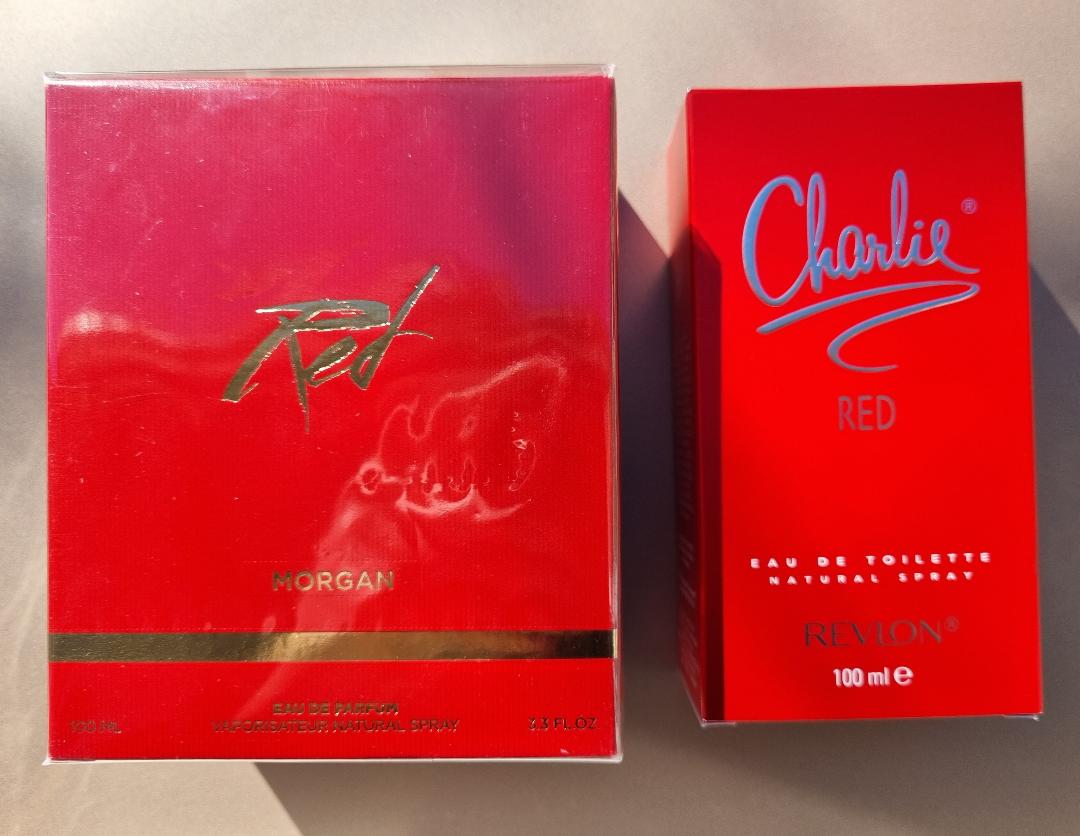 Red
MORGAN
EAU DE PARFUM
100 ML VAPORISATEUR NATURAL SPRAY 3.3 FL.OZ
Charlie®
RED
EAU DE TOILETTE
NATURAL SPRAY
REVLON®
100 ml e